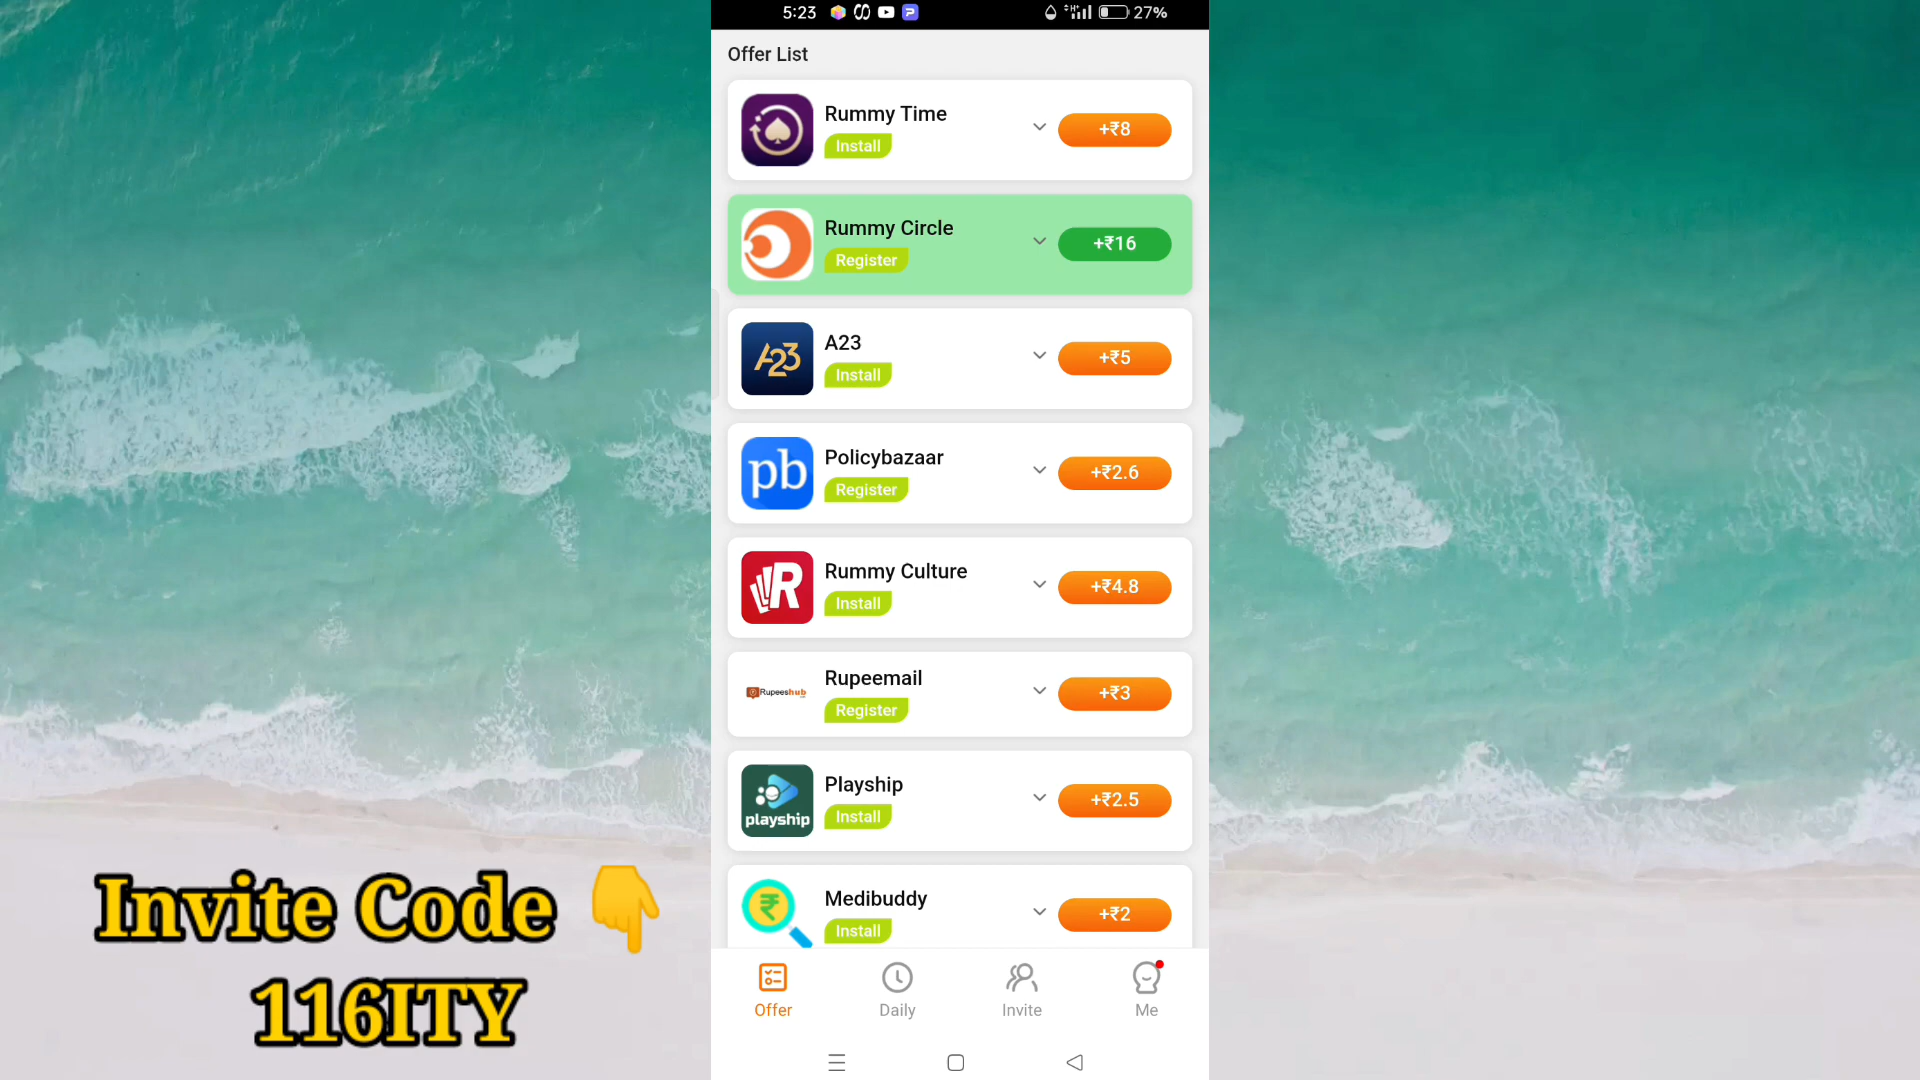 5:23
27%
Offer List
Rummy Time
Install
+₹8
Rummy Circle
Register
+₹16
A23
A23
Install
+₹5
pb
Policybazaar
Register
+₹2.6
R
Rummy Culture
Install
+₹4.8
Rupeeshub
Rupeemail
Register
+₹3
playship
Playship
Install
+₹2.5
₹
Medibuddy
Install
+₹2
Offer
Daily
Invite
Me
Invite Code 👇
116ITY